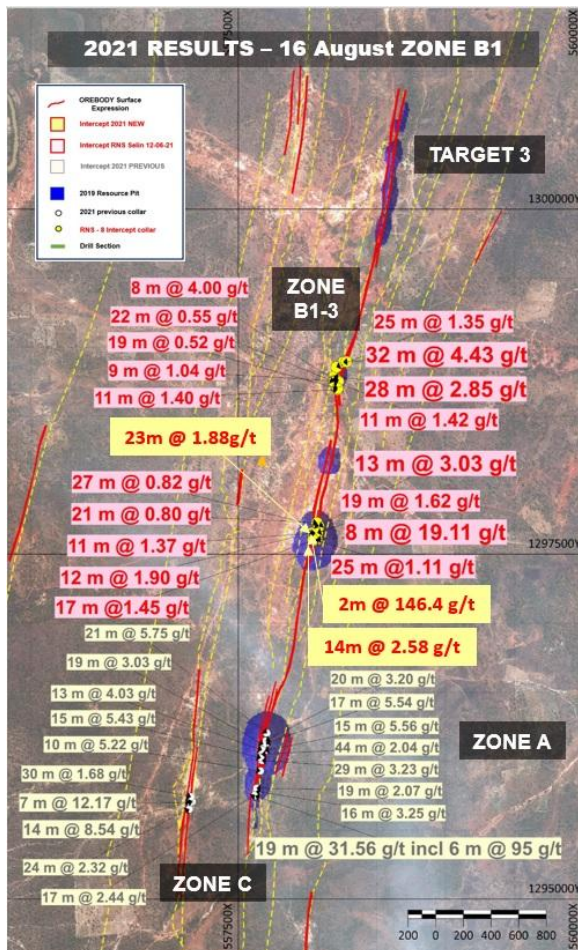 557500X
560000X
2021 RESULTS – 16 August ZONE B1
OREBODY Surface
Expression
Intercept 2021 NEW
Intercept RNS Selin 12-06-21
Intercept 2021 PREVIOUS
2019 Resource Pit
2021 previous collar
RNS - 8 Intercept collar
Drill Section
TARGET 3
1300000Y
ZONE
B1-3
8 m @ 4.00 g/t
22 m @ 0.55 g/t
19 m @ 0.52 g/t
9 m @ 1.04 g/t
11 m @ 1.40 g/t
25 m @ 1.35 g/t
32 m @ 4.43 g/t
28 m @ 2.85 g/t
11 m @ 1.42 g/t
23m @ 1.88g/t
13 m @ 3.03 g/t
27 m @ 0.82 g/t
21 m @ 0.80 g/t
11 m @ 1.37 g/t
12 m @ 1.90 g/t
17 m @1.45 g/t
19 m @ 1.62 g/t
8 m @ 19.11 g/t
1297500Y
25 m @1.11 g/t
2m @ 146.4 g/t
14m @ 2.58 g/t
21 m @ 5.75 g/t
19 m @ 3.03 g/t
13 m @ 4.03 g/t
15 m @ 5.43 g/t
10 m @ 5.22 g/t
30 m @ 1.68 g/t
7 m @ 12.17 g/t
14 m @ 8.54 g/t
24 m @ 2.32 g/t
17 m @ 2.44 g/t
20 m @ 3.20 g/t
17 m @ 5.54 g/t
15 m @ 5.56 g/t
44 m @ 2.04 g/t
29 m @ 3.23 g/t
19 m @ 2.07 g/t
16 m @ 3.25 g/t
ZONE A
19 m @ 31.56 g/t incl 6 m @ 95 g/t
ZONE C
1295000Y
200 0 200 400 600 800
557500X
560000X